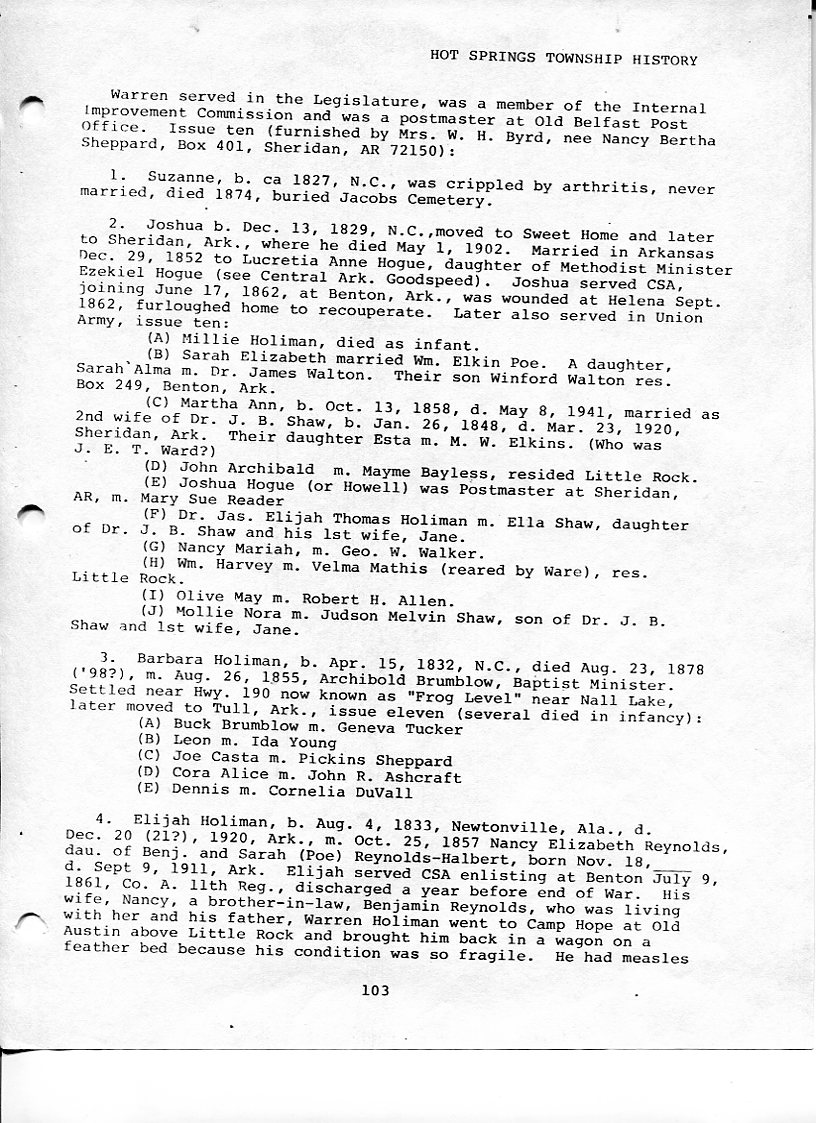 HOT SPRINGS TOWNSHIP HISTORY
Warren served in the Legislature, was a member of the Internal
Improvement Commission and was a postmaster at Old Belfast Post
Office. Issue ten (furnished by Mrs. W. H. Byrd, nee Nancy Bertha
Sheppard, Box 401, Sheridan, AR 72150):
1. Suzanne, b. ca 1827, N.C., was crippled by arthritis, never
married, died 1874, buried Jacobs Cemetery.
2. Joshua b. Dec. 13, 1829, N.C.,moved to Sweet Home and later
to Sheridan, Ark., where he died May 1, 1902. Married in Arkansas
Dec. 29, 1852 to Lucretia Anne Hogue, daughter of Methodist Minister
Ezekiel Hogue (see Central Ark. Goodspeed). Joshua served CSA,
joining June 17, 1862, at Benton, Ark., was wounded at Helena Sept.
1862, furloughed home to recouperate. Later also served in Union
Army, issue ten:
(A) Millie Holiman, died as infant.
(B) Sarah Elizabeth married Wm. Elkin Poe. A daughter,
Sarah Alma m. Dr. James Walton. Their son Winford Walton res.
Box 249, Benton, Ark.
(C) Martha Ann, b. Oct. 13, 1858, d. May 8, 1941, married as
2nd wife of Dr. J. B. Shaw, b. Jan. 26, 1848, d. Mar. 23, 1920,
Sheridan, Ark. Their daughter Esta m. M. W. Elkins. (Who was
J. E. T. Ward?)
(D) John Archibald m. Mayme Bayless, resided Little Rock.
(E) Joshua Hogue (or Howell) was Postmaster at Sheridan,
AR, m. Mary Sue Reader
(F) Dr. Jas. Elijah Thomas Holiman m. Ella Shaw, daughter
of Dr. J. B. Shaw and his 1st wife, Jane.
(G) Nancy Mariah, m. Geo. W. Walker.
(H) Wm. Harvey m. Velma Mathis (reared by Ware), res.
Little Rock.
(I) Olive May m. Robert H. Allen.
(J) Mollie Nora m. Judson Melvin Shaw, son of Dr. J. B.
Shaw and 1st wife, Jane.
3. Barbara Holiman, b. Apr. 15, 1832, N.C., died Aug. 23, 1878
('98?), m. Aug. 26, 1855, Archibold Brumblow, Baptist Minister.
Settled near Hwy. 190 now known as "Frog Level" near Nall Lake,
later moved to Tull, Ark., issue eleven (several died in infancy):
(A) Buck Brumblow m. Geneva Tucker
(B) Leon m. Ida Young
(C) Joe Casta m. Pickins Sheppard
(D) Cora Alice m. John R. Ashcraft
(E) Dennis m. Cornelia DuVall
4. Elijah Holiman, b. Aug. 4, 1833, Newtonville, Ala., d.
Dec. 20 (21?), 1920, Ark., m. Oct. 25, 1857 Nancy Elizabeth Reynolds,
dau. of Benj. and Sarah (Poe) Reynolds-Halbert, born Nov. 18,____
d. Sept 9, 1911, Ark. Elijah served CSA enlisting at Benton July 9,
1861, Co. A. 11th Reg., discharged a year before end of War. His
wife, Nancy, a brother-in-law, Benjamin Reynolds, who was living
with her and his father, Warren Holiman went to Camp Hope at Old
Austin above Little Rock and brought him back in a wagon on a
feather bed because his condition was so fragile. He had measles
103